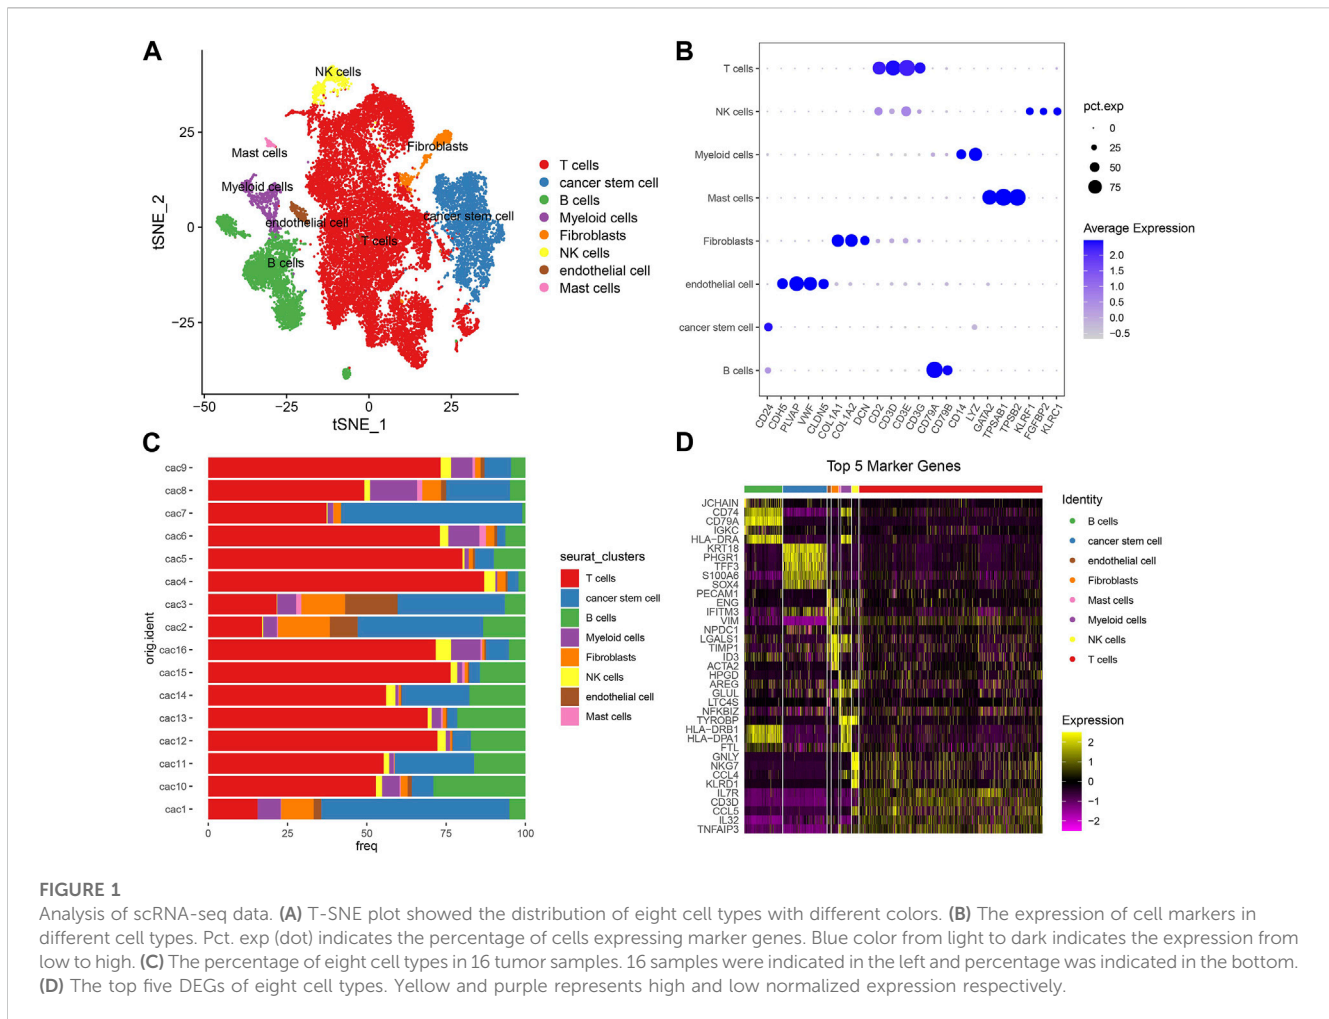 A
NK cells
Mast cells
Fibroblasts
Myeloid cells
endothelial cell
cancer stem cell
T cells
B cells
25
0
−25
tSNE_2
−50
−25
0
25
tSNE_1
T cells
cancer stem cell
B cells
Myeloid cells
Fibroblasts
NK cells
endothelial cell
Mast cells
B
T cells
NK cells
Myeloid cells
Mast cells
Fibroblasts
endothelial cell
cancer stem cell
B cells
CD24
CDH5
PLVAP
VWF
CLDN5
COL1A1
COL1A2
DCN
CD2
CD3D
CD3E
CD3G
CD79A
CD79B
CD14
LYZ
GATA2
TPSAB1
TPSB2
KLRF1
FGFBP2
KLRC1
pct.exp
0
25
50
75
Average Expression
2.0
1.5
1.0
0.5
0.0
−0.5
C
cac9
cac8
cac7
cac6
cac5
cac4
cac3
cac2
cac16
cac15
cac14
cac13
cac12
cac11
cac10
cac1
orig.ident
0
25
50
75
100
freq
seurat_clusters
T cells
cancer stem cell
B cells
Myeloid cells
Fibroblasts
NK cells
endothelial cell
Mast cells
D
Top 5 Marker Genes
JCHAIN
CD74
CD79A
IGKC
HLA−DRA
KRT18
PHGR1
TFF3
S100A6
SOX4
PECAM1
ENG
IFITM3
VIM
NPDC1
LGALS1
TIMP1
ID3
ACTA2
HPGD
AREG
GLUL
LTC4S
NFKBIZ
TYROBP
HLA−DRB1
HLA−DPA1
FTL
GNLY
NKG7
CCL4
KLRD1
IL7R
CD3D
CCL5
IL32
TNFAIP3
Identity
B cells
cancer stem cell
endothelial cell
Fibroblasts
Mast cells
Myeloid cells
NK cells
T cells
Expression
2
1
0
−1
−2
FIGURE 1
Analysis of scRNA-seq data. (A) T-SNE plot showed the distribution of eight cell types with different colors. (B) The expression of cell markers in
different cell types. Pct. exp (dot) indicates the percentage of cells expressing marker genes. Blue color from light to dark indicates the expression from
low to high. (C) The percentage of eight cell types in 16 tumor samples. 16 samples were indicated in the left and percentage was indicated in the bottom.
(D) The top five DEGs of eight cell types. Yellow and purple represents high and low normalized expression respectively.